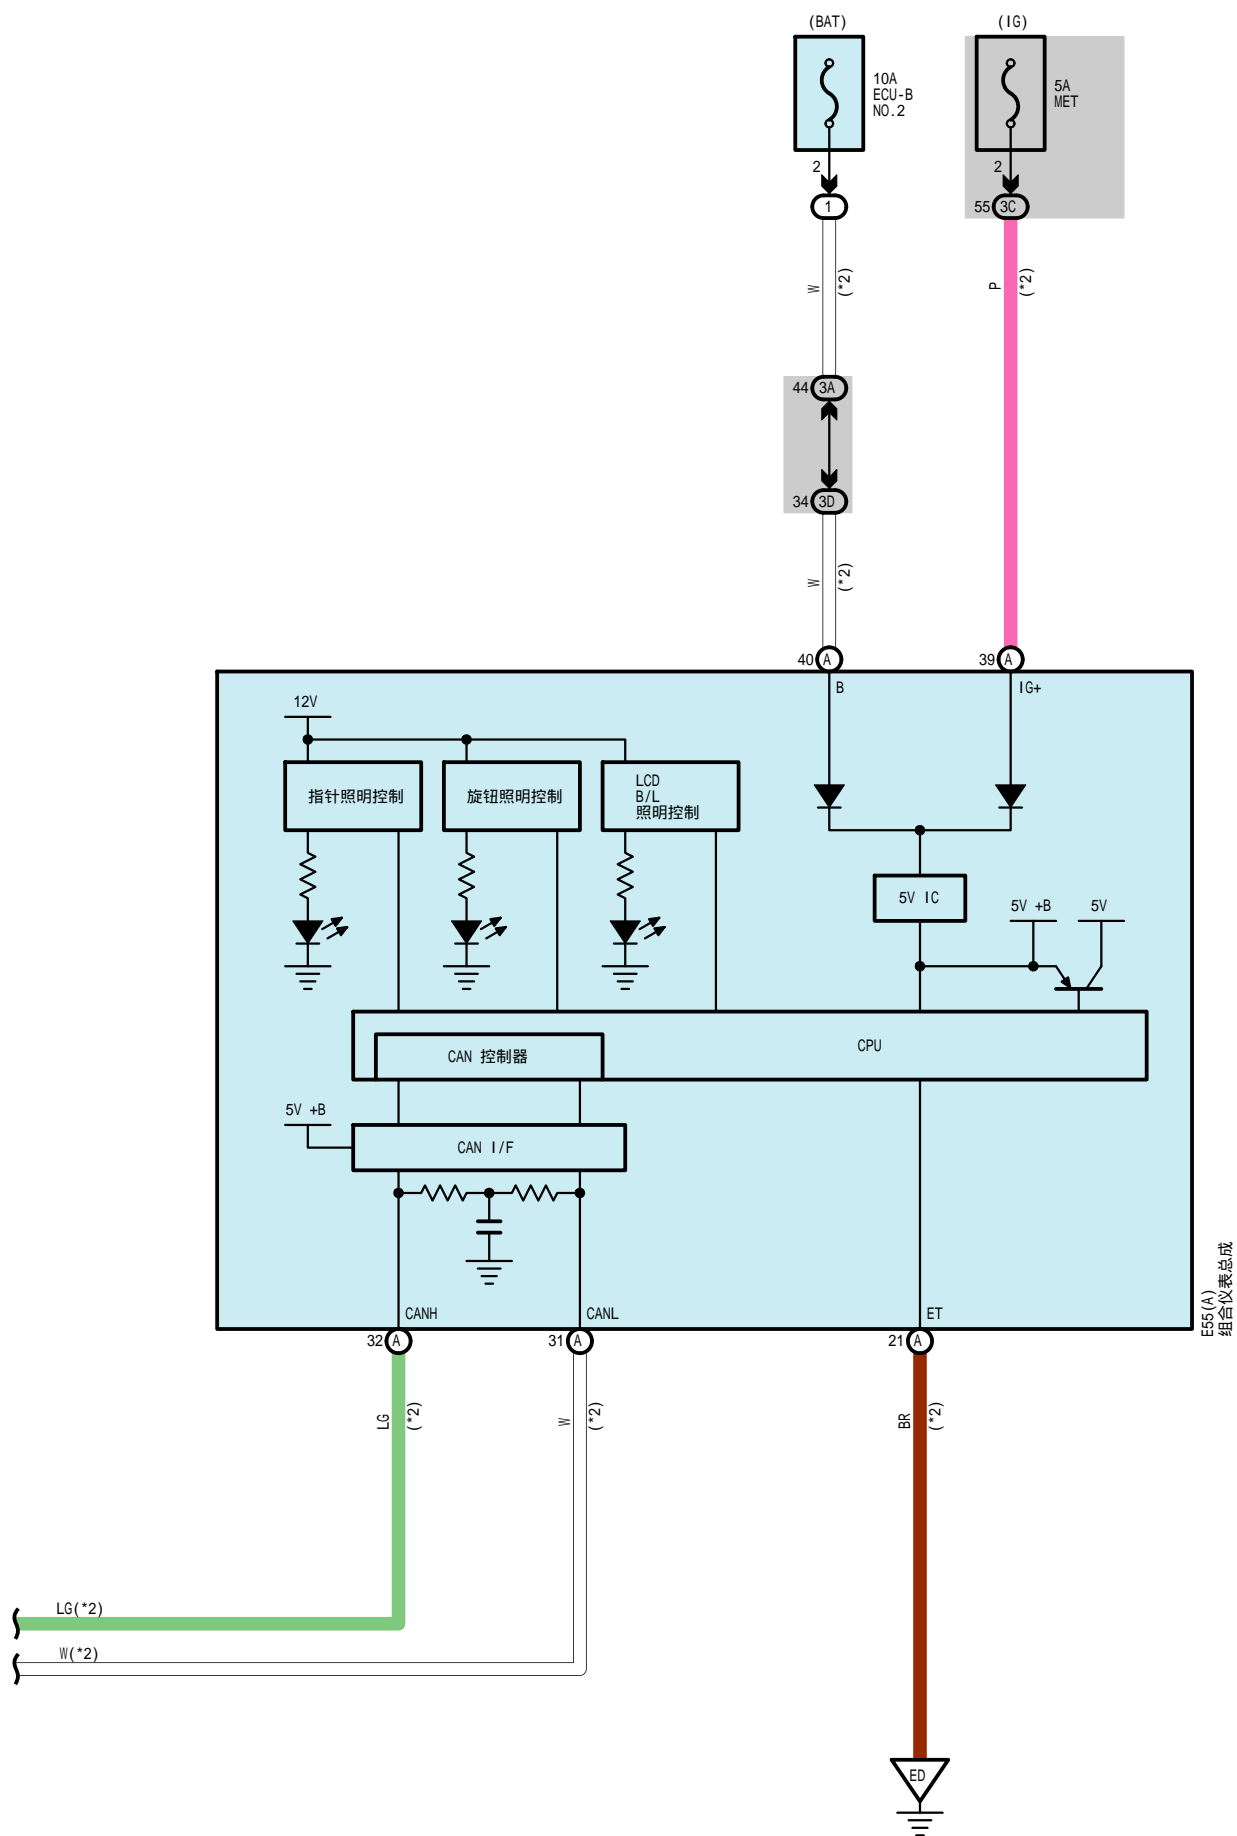 (BAT)
(IG)
10A
ECU-B
NO.2
5A
MET
2
2
1
55
3C
W
(*2)
P
(*2)
44
3A
34
3D
W
(*2)
40
A
39
A
B
IG+
12V
指针照明控制
旋钮照明控制
LCD
B/L
照明控制
5V IC
5V +B
5V
CPU
CAN 控制器
5V +B
CAN I/F
CANH
CANL
ET
E55(A)
组合仪表总成
32
A
31
A
21
A
LG
(*2)
W
(*2)
BR
(*2)
LG(*2)
W(*2)
ED